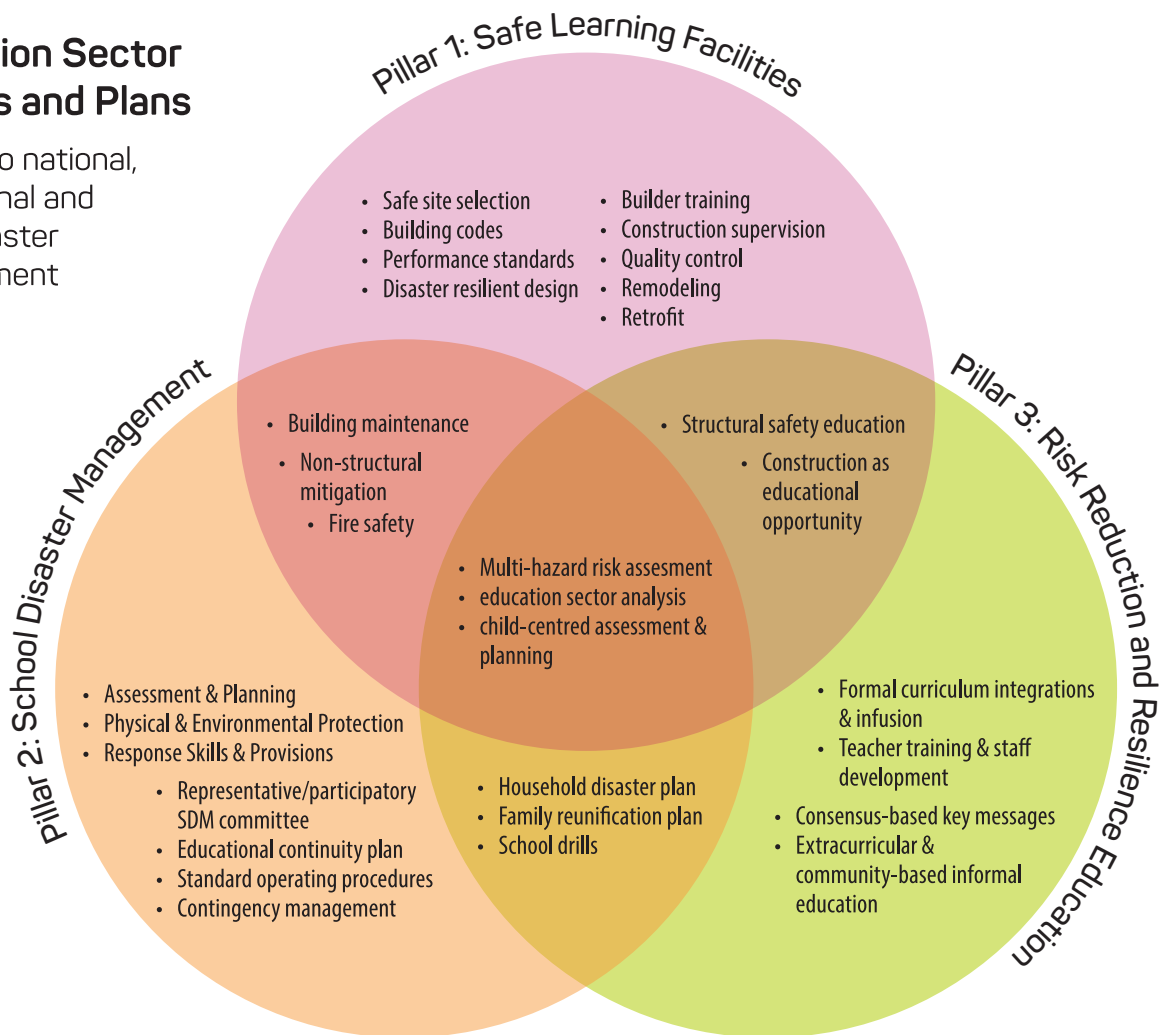 ion Sector
s and Plans
o national,
nal and
aster
ment
Pillar 1: Safe Learning Facilities
• Safe site selection
• Building codes
• Performance standards
• Disaster resilient design
• Builder training
• Construction supervision
• Quality control
• Remodeling
• Retrofit
Pillar 2: School Disaster Management
Pillar 3: Risk Reduction and Resilience Education
• Building maintenance
• Non-structural
mitigation
• Fire safety
• Structural safety education
• Construction as
educational
opportunity
• Multi-hazard risk assesment
• education sector analysis
• child-centred assessment &
planning
• Assessment & Planning
• Physical & Environmental Protection
• Response Skills & Provisions
• Representative/participatory
SDM committee
• Educational continuity plan
• Standard operating procedures
• Contingency management
• Household disaster plan
• Family reunification plan
• School drills
• Formal curriculum integrations
& infusion
• Teacher training & staff
development
• Consensus-based key messages
• Extracurricular &
community-based informal
education